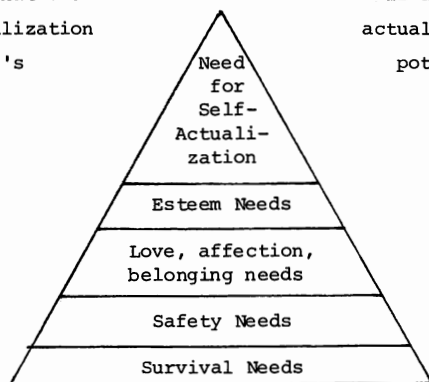 lization
's
actual
pot
Need
for
Self-
Actuali-
zation
Esteem Needs
Love, affection,
belonging needs
Safety Needs
Survival Needs